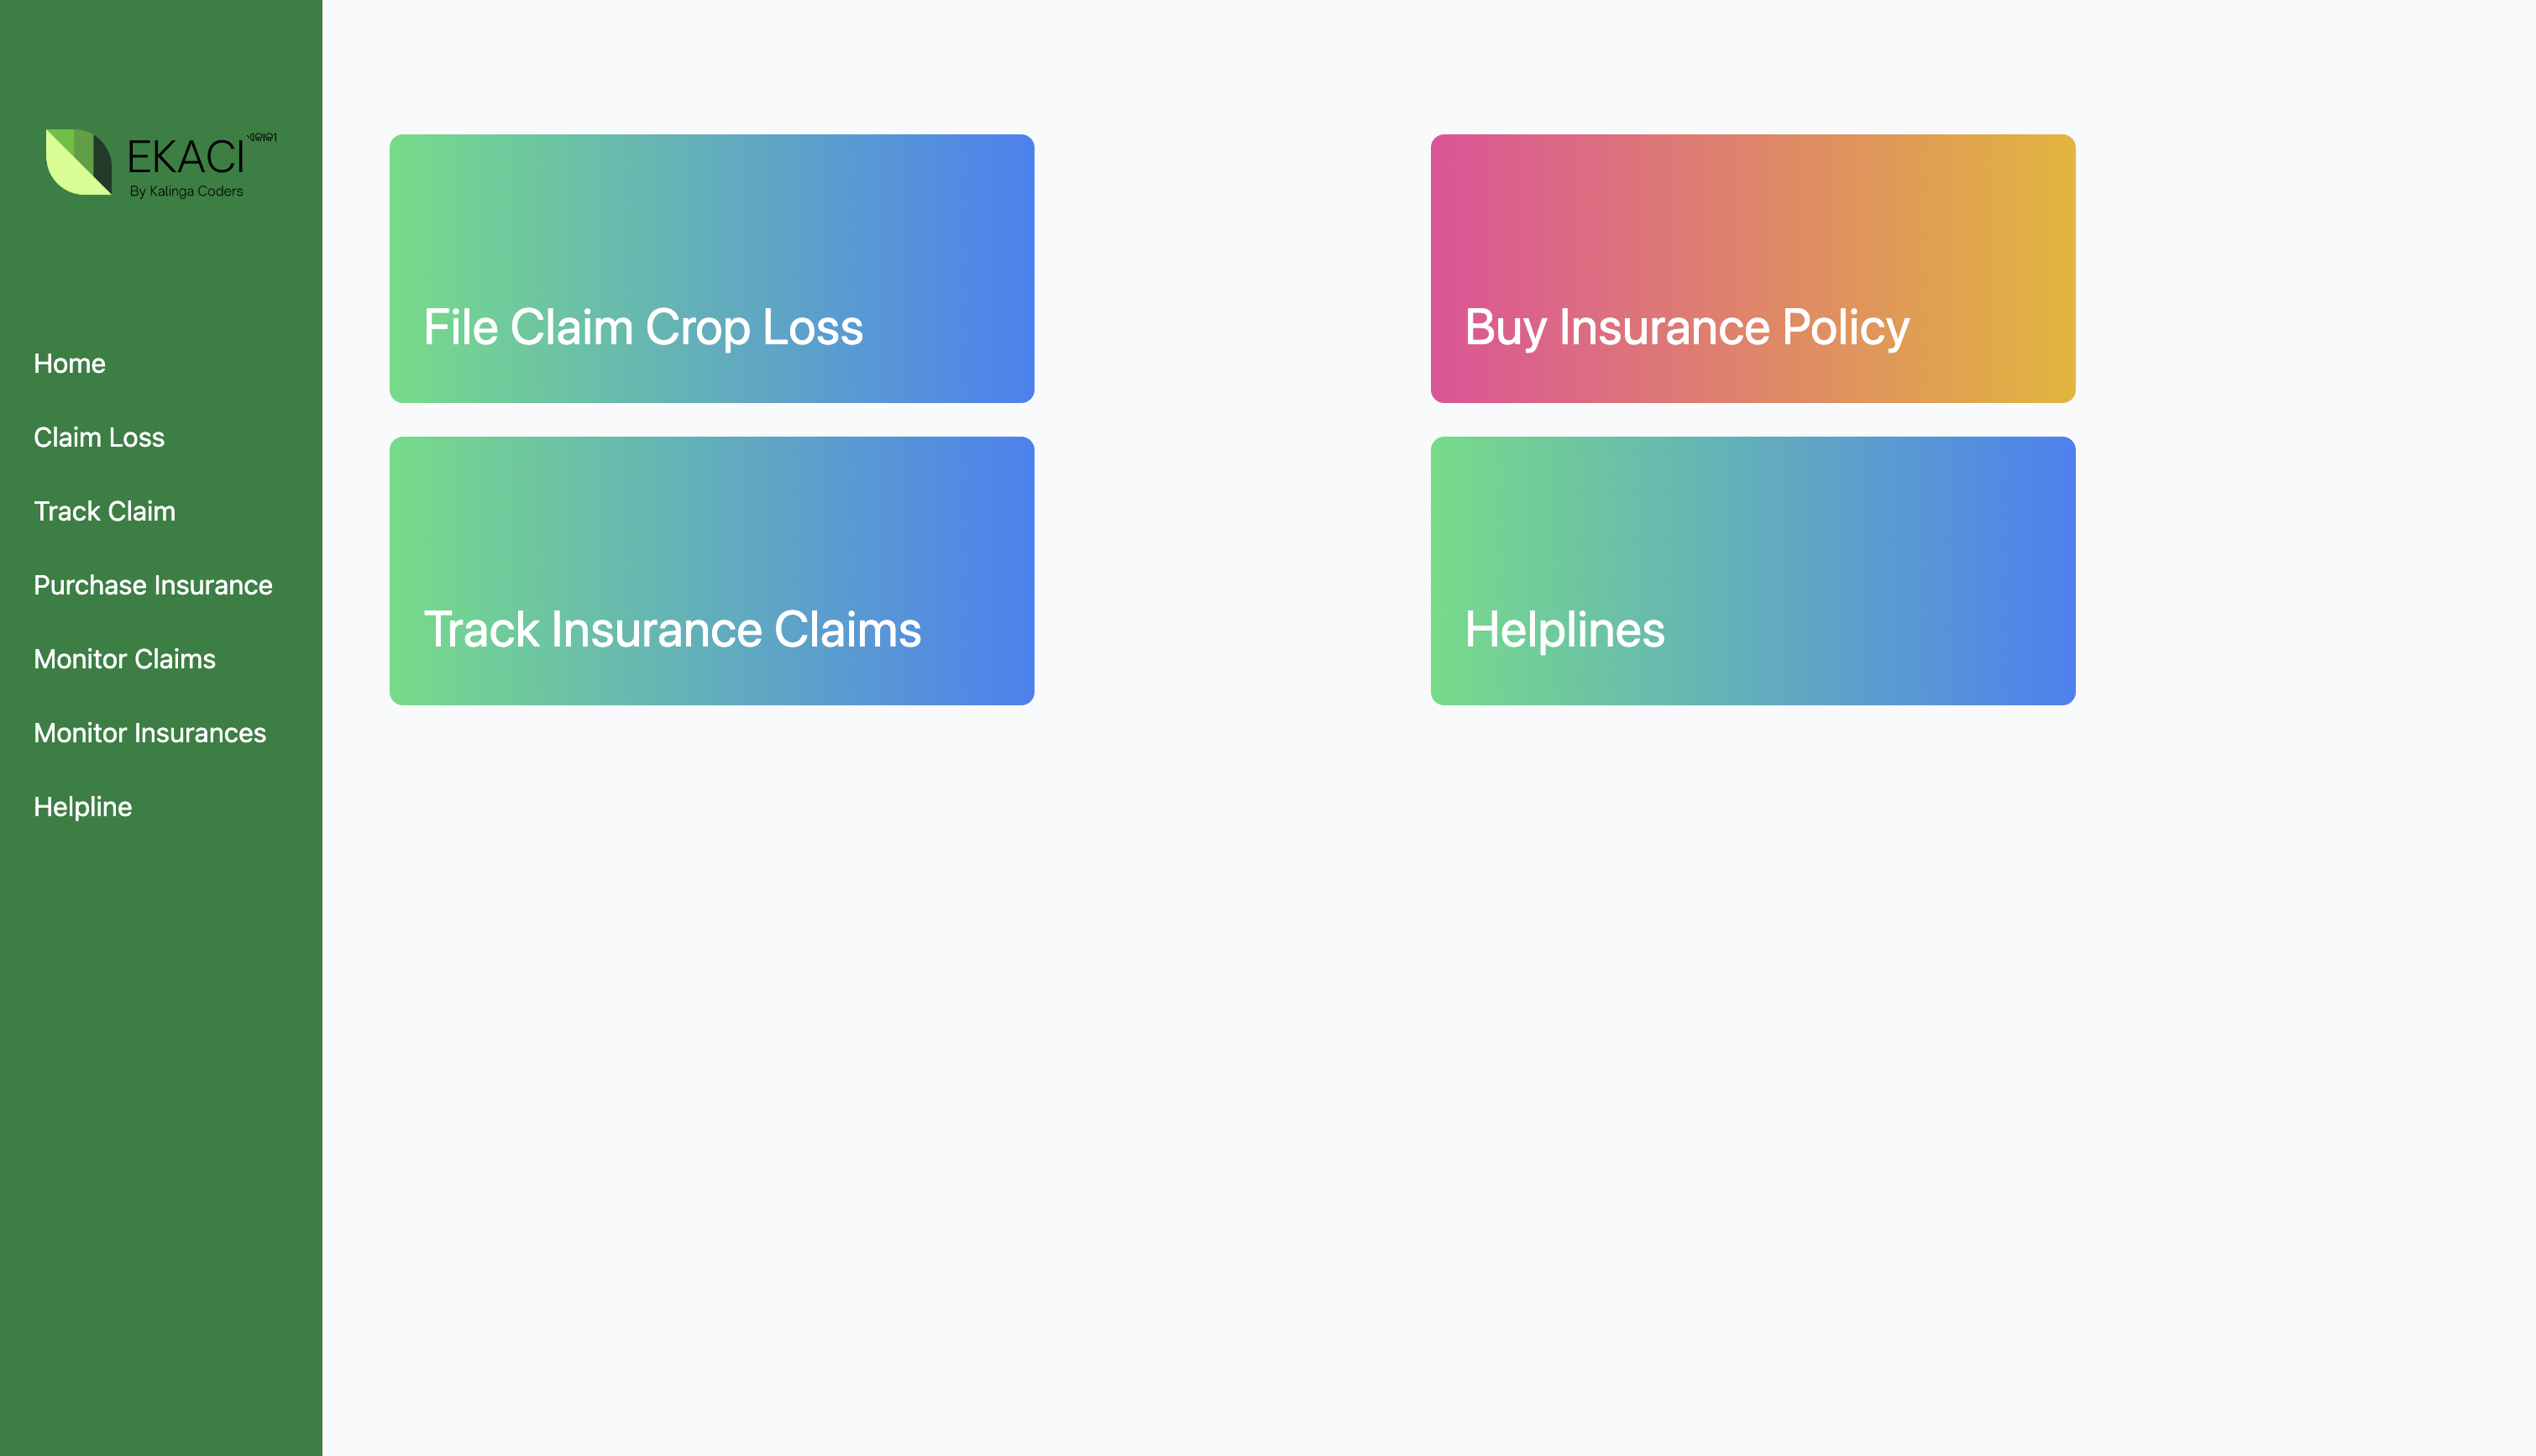 EKACI ଏକାକୀ
By Kalinga Coders
Home
Claim Loss
Track Claim
Purchase Insurance
Monitor Claims
Monitor Insurances
Helpline
File Claim Crop Loss
Buy Insurance Policy
Track Insurance Claims
Helplines